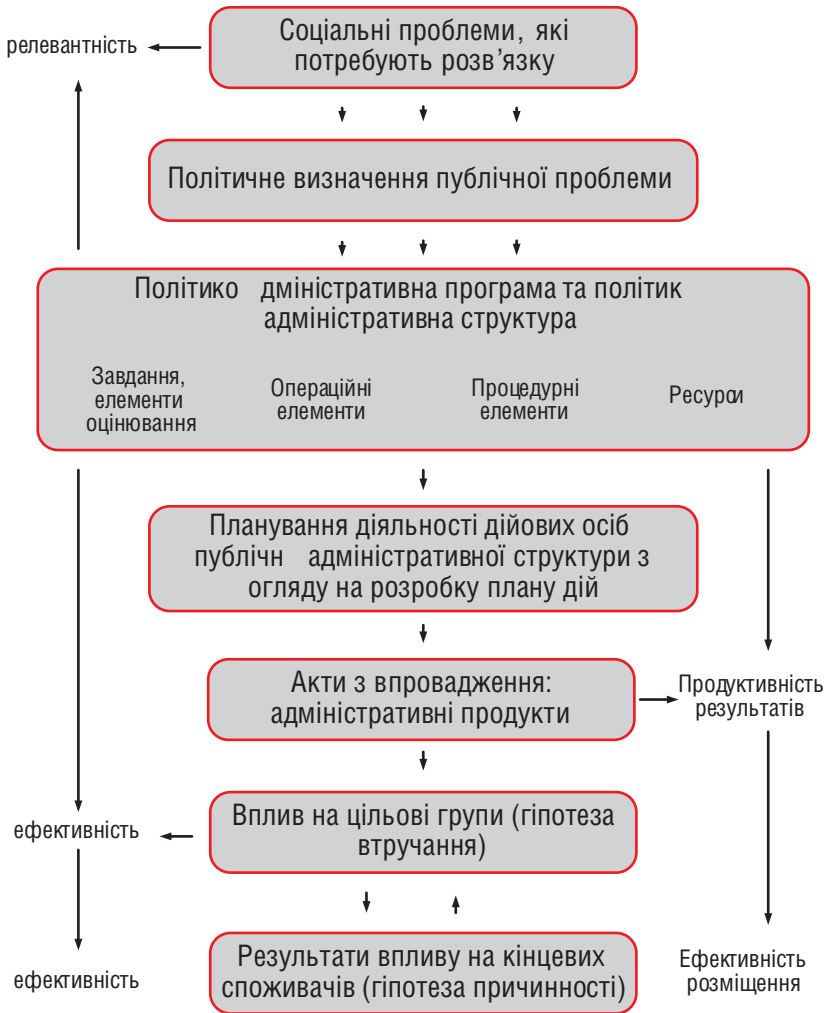 Соціальні проблеми, які
потребують розв’язку
релевантність
Політичне визначення публічної проблеми
Політико дміністративна програма та політик
адміністративна структура
Завдання,
елементи
оцінювання
Операційні
елементи
Процедурні
елементи
Ресурси
Планування діяльності дійових осіб
публічн адміністративної структури з
огляду на розробку плану дій
Акти з впровадження:
адміністративні продукти
Продуктивність
результатів
Вплив на цільові групи (гіпотеза
втручання)
ефективність
Результати впливу на кінцевих
споживачів (гіпотеза причинності)
ефективність
Ефективність
розміщення